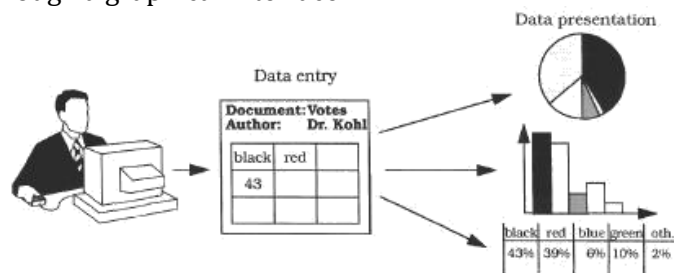 Data presentation
Data entry
Document: Votes
Author: Dr. Kohl
black red
43
black red blue green oth.
43% 39% 6% 10% 2%